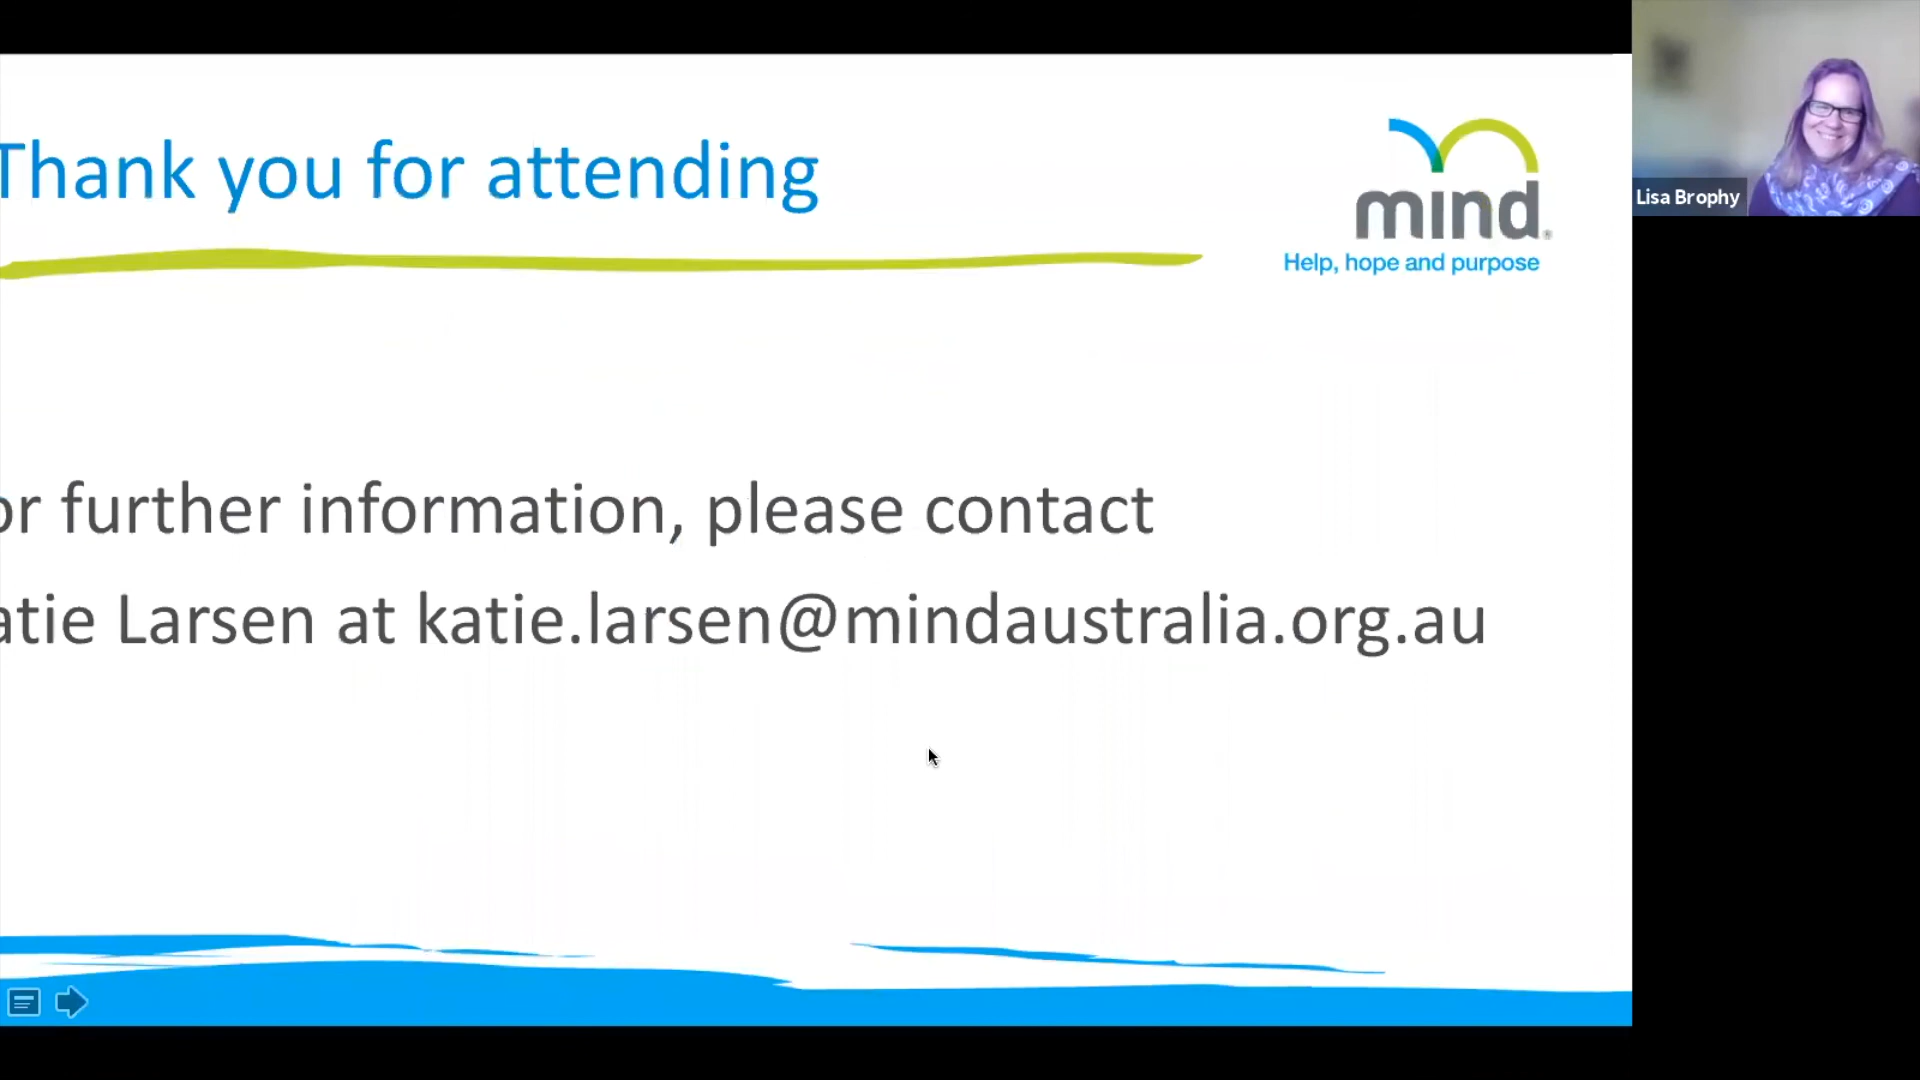 Thank you for attending
mind
Help, hope and purpose
Lisa Brophy
or further information, please contact
atie Larsen at katie.larsen@mindaustralia.org.au